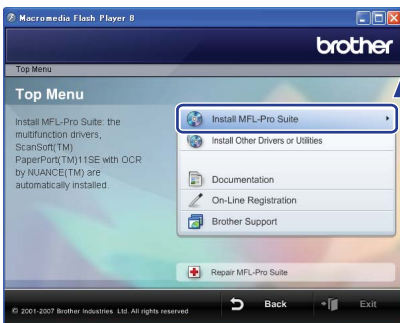 Macromedia Flash Player 8
brother
Top Menu
Top Menu
Install MFL-Pro Suite: the
multifunction drivers,
ScanSoft(TM)
PaperPort(TM)11SE with OCR
by NUANCE(TM) are
automatically installed.
Install MFL-Pro Suite
Install Other Drivers or Utilities
Documentation
On-Line Registration
Brother Support
Repair MFL-Pro Suite
© 2001-2007 Brother Industries Ltd. All rights reserved
Back
Exit